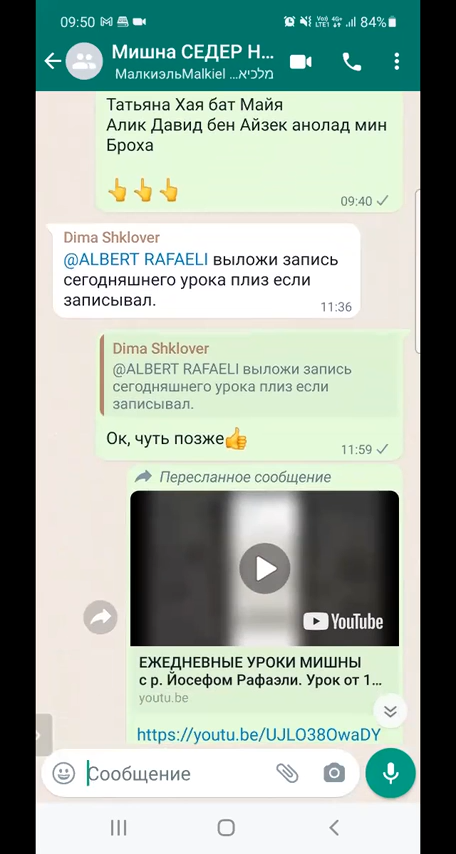 09:50 84%
Мишна СЕДЕР Н...
МалкиэльMalkiel ...מלכיא
Татьяна Хая бат Майя
Алик Давид бен Айзек анолад мин
Броха
👆👆👆
09:40
Dima Shklover
@ALBERT RAFAELI выложи запись
сегодняшнего урока плиз если
записывал.
11:36
Dima Shklover
@ALBERT RAFAELI выложи запись
сегодняшнего урока плиз если
записывал.
Ок, чуть позже👍
11:59
Пересланное сообщение
YouTube
ЕЖЕДНЕВНЫЕ УРОКИ МИШНЫ
с р. Йосефом Рафаэли. Урок от 1...
youtu.be
https://youtu.be/UJLO38OwaDY
Сообщение